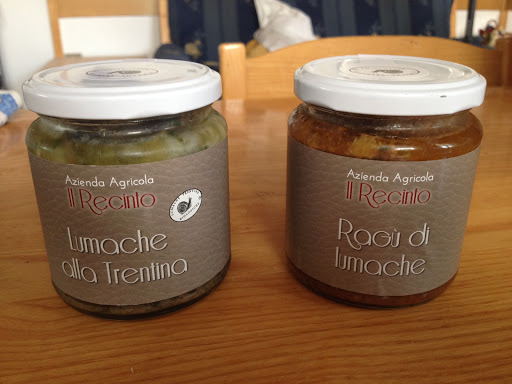 Azienda Agricola
Il Recinto
Lumache
alla Trentina
Azienda Agricola
Il Recinto
Ragù di
lumache